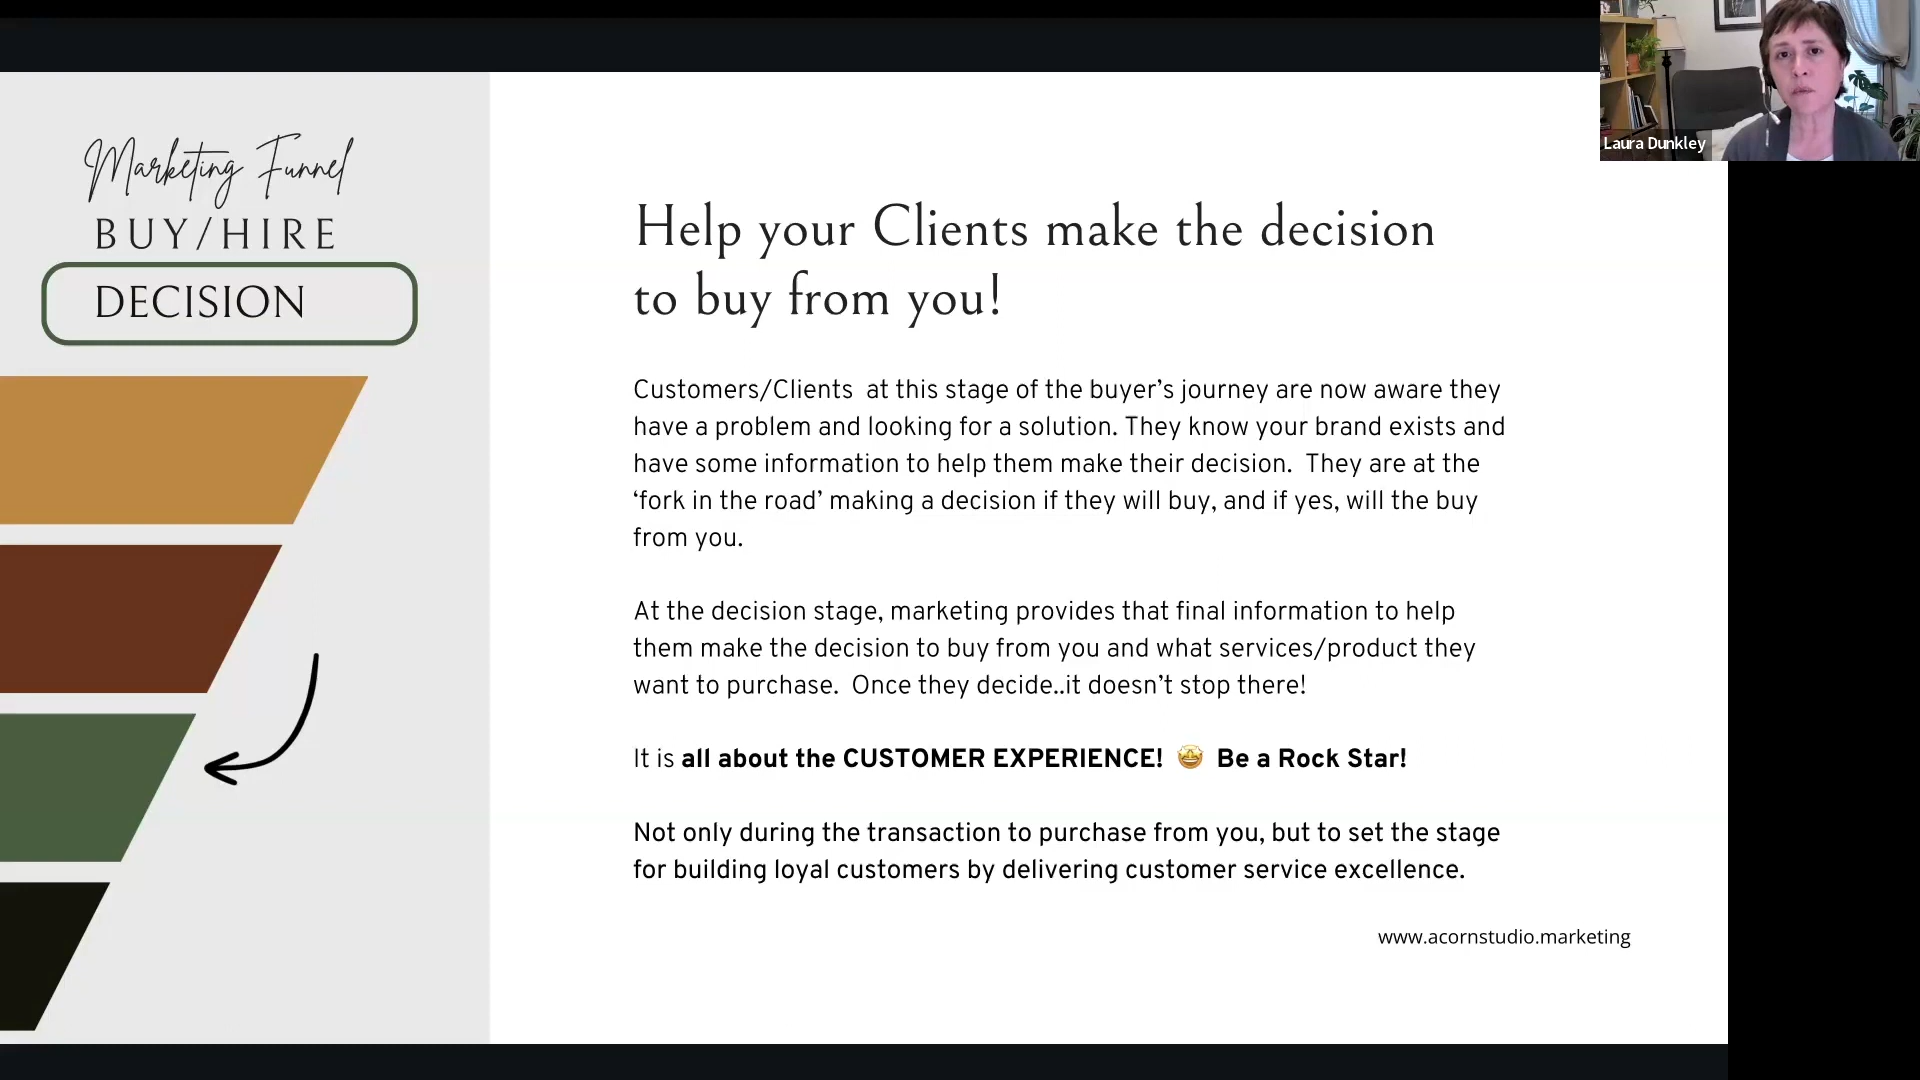 Laura Dunkley
Marketing Funnel
BUY/HIRE
DECISION
Help your Clients make the decision
to buy from you!
Customers/Clients  at this stage of the buyer’s journey are now aware they
have a problem and looking for a solution. They know your brand exists and
have some information to help them make their decision.  They are at the
‘fork in the road’ making a decision if they will buy, and if yes, will the buy
from you.
At the decision stage, marketing provides that final information to help
them make the decision to buy from you and what services/product they
want to purchase.  Once they decide..it doesn’t stop there!
It is all about the CUSTOMER EXPERIENCE! 🤩 Be a Rock Star!
Not only during the transaction to purchase from you, but to set the stage
for building loyal customers by delivering customer service excellence.
www.acornstudio.marketing